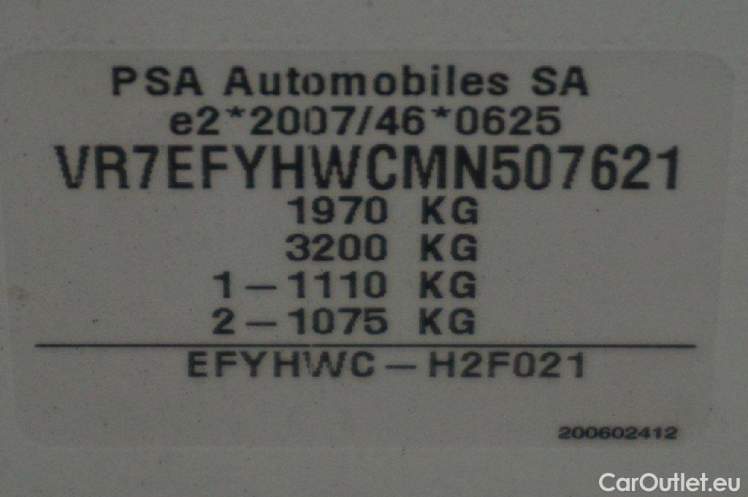 PSA Automobiles SA
e2*2007/46*0625
VR7EFYHWCMN507621
1970 KG
3200 KG
1-1110 KG
2-1075 KG
EFYHWC-H2F021
200602412
CarOutlet.eu